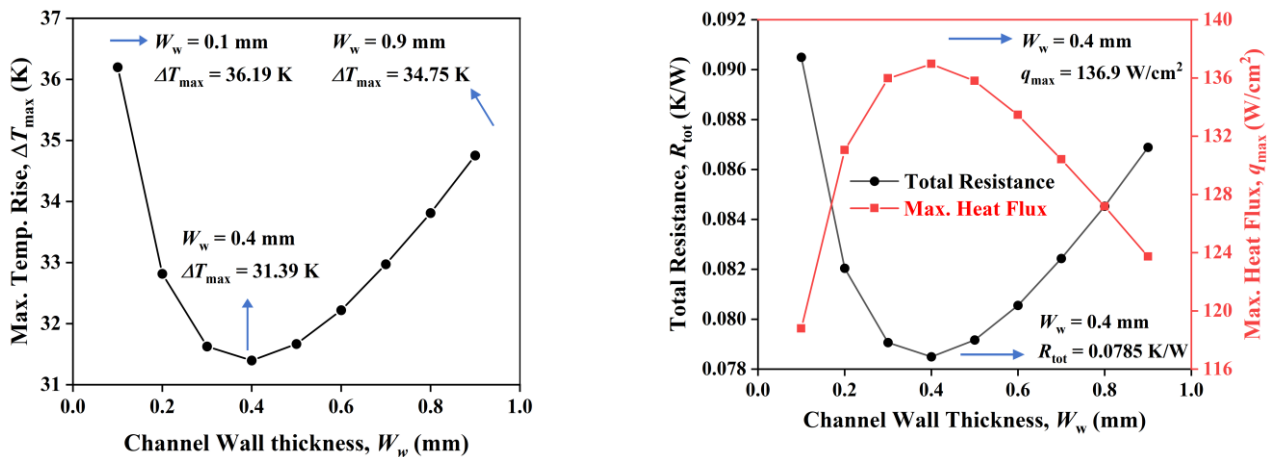 37
36
35
34
33
32
31
Max. Temp. Rise, ΔTmax (K)
Ww = 0.1 mm
ΔTmax = 36.19 K
Ww = 0.9 mm
ΔTmax = 34.75 K
Ww = 0.4 mm
ΔTmax = 31.39 K
0.0 0.2 0.4 0.6 0.8 1.0
Channel Wall thickness, Ww (mm)
0.092
0.090
0.088
0.086
0.084
0.082
0.080
0.078
Total Resistance, Rtot (K/W)
Ww = 0.4 mm
qmax = 136.9 W/cm²
Total Resistance
Max. Heat Flux
Ww = 0.4 mm
Rtot = 0.0785 K/W
140
136
132
128
124
120
116
Max. Heat Flux, qmax (W/cm²)
0.0 0.2 0.4 0.6 0.8 1.0
Channel Wall Thickness, Ww (mm)